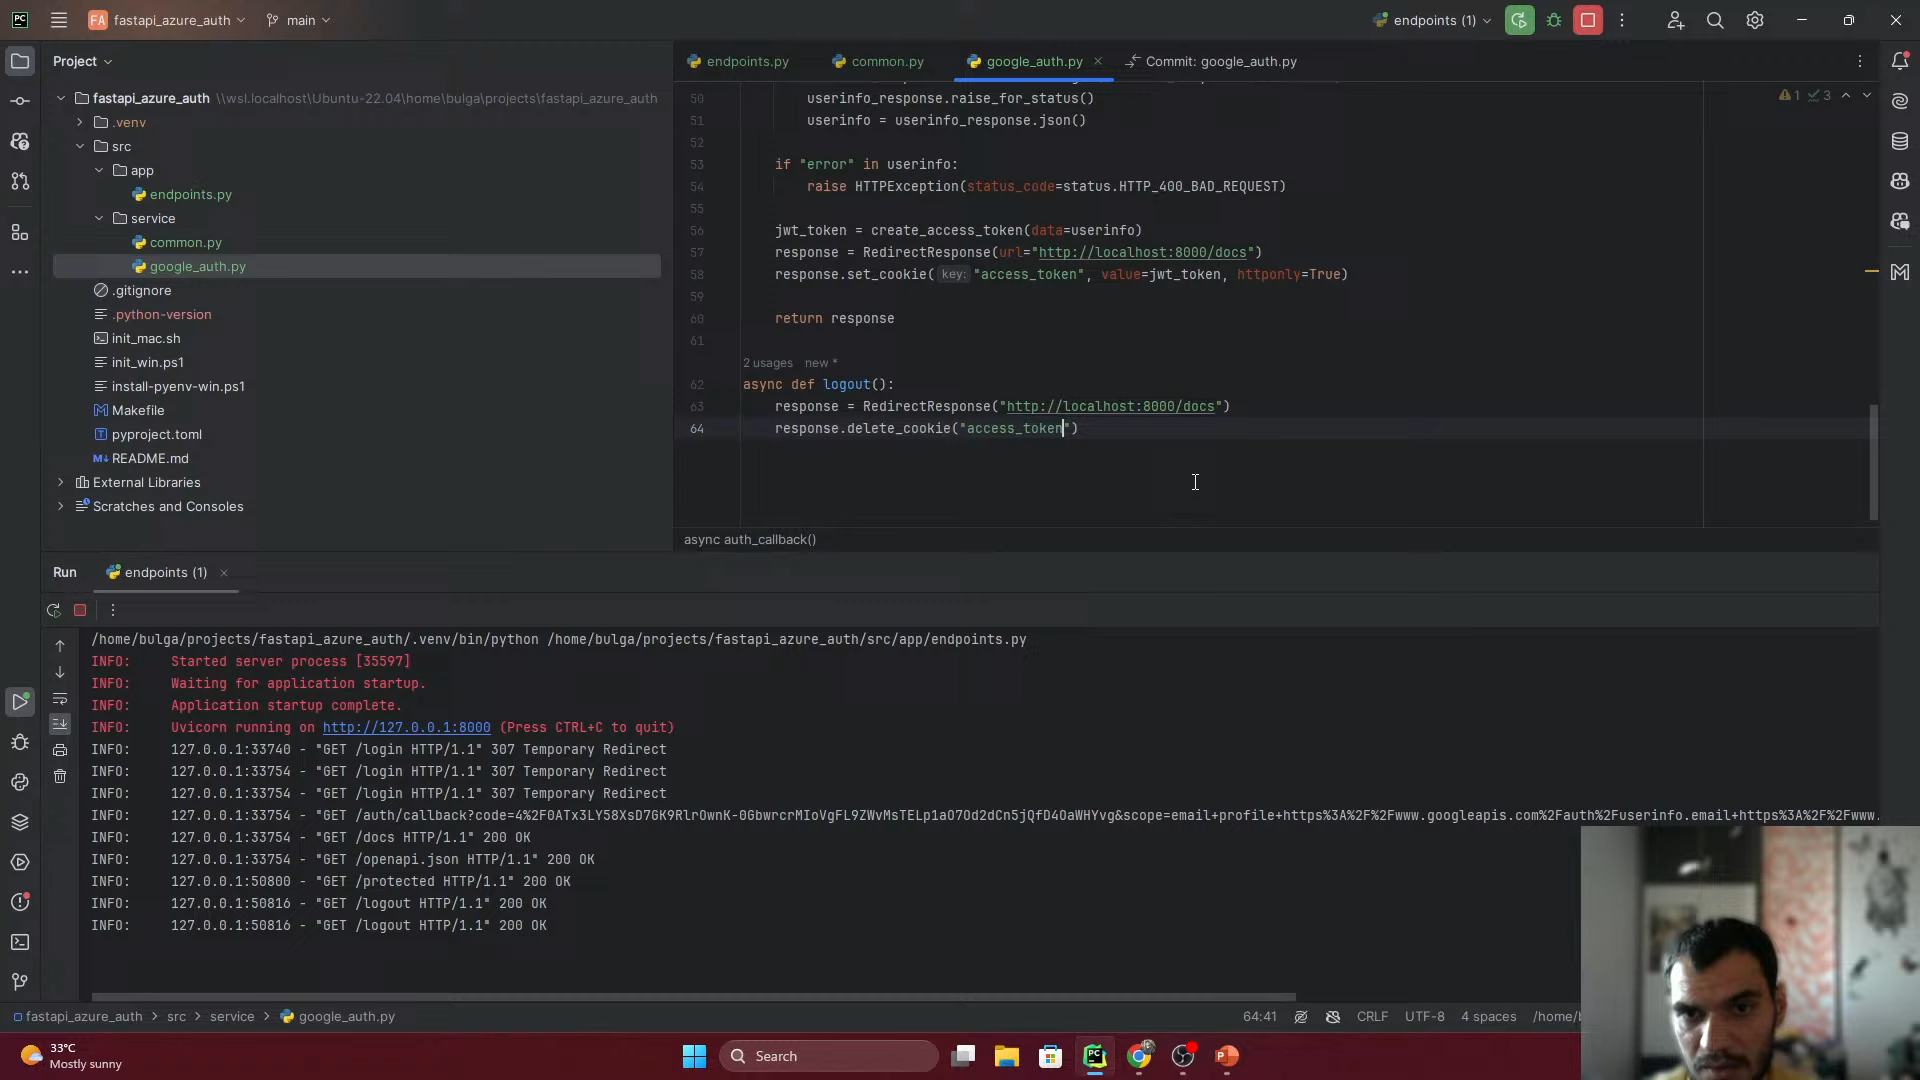 PC
FA fastapi_azure_auth
main
endpoints (1)
Project
endpoints.py
common.py
google_auth.py
Commit: google_auth.py
fastapi_azure_auth \\wsl.localhost\Ubuntu-22.04\home\bulga\projects\fastapi_azure_auth
.venv
src
app
endpoints.py
service
common.py
google_auth.py
.gitignore
.python-version
init_mac.sh
init_win.ps1
install-pyenv-win.ps1
Makefile
pyproject.toml
README.md
External Libraries
Scratches and Consoles
1 3
50 userinfo_response.raise_for_status()
51 userinfo = userinfo_response.json()
52
53 if "error" in userinfo:
54 raise HTTPException(status_code=status.HTTP_400_BAD_REQUEST)
55
56 jwt_token = create_access_token(data=userinfo)
57 response = RedirectResponse(url="http://localhost:8000/docs")
58 response.set_cookie( key: "access_token", value=jwt_token, httponly=True)
59
60 return response
61
2 usages new *
62 async def logout():
63 response = RedirectResponse("http://localhost:8000/docs")
64 response.delete_cookie("access_token")
async auth_callback()
Run
endpoints (1)
/home/bulga/projects/fastapi_azure_auth/.venv/bin/python /home/bulga/projects/fastapi_azure_auth/src/app/endpoints.py
INFO: Started server process [35597]
INFO: Waiting for application startup.
INFO: Application startup complete.
INFO: Uvicorn running on http://127.0.0.1:8000 (Press CTRL+C to quit)
INFO: 127.0.0.1:33740 - "GET /login HTTP/1.1" 307 Temporary Redirect
INFO: 127.0.0.1:33754 - "GET /login HTTP/1.1" 307 Temporary Redirect
INFO: 127.0.0.1:33754 - "GET /login HTTP/1.1" 307 Temporary Redirect
INFO: 127.0.0.1:33754 - "GET /auth/callback?code=4%2F0ATx3LY58XsD7GK9RlrOwnK-OGbwrcrMIoVgFL9ZWvMsTELp1aO7Od2dCn5jQfD4OaWHYvg&scope=email+profile+https%3A%2F%2Fwww.googleapis.com%2Fauth%2Fuserinfo.email+https%3A%2F%2Fwww.
INFO: 127.0.0.1:33754 - "GET /docs HTTP/1.1" 200 OK
INFO: 127.0.0.1:33754 - "GET /openapi.json HTTP/1.1" 200 OK
INFO: 127.0.0.1:50800 - "GET /protected HTTP/1.1" 200 OK
INFO: 127.0.0.1:50816 - "GET /logout HTTP/1.1" 200 OK
INFO: 127.0.0.1:50816 - "GET /logout HTTP/1.1" 200 OK
fastapi_azure_auth > src > service > google_auth.py
64:41
CRLF
UTF-8
4 spaces
/home/b
33°C
Mostly sunny
Search
PC
P